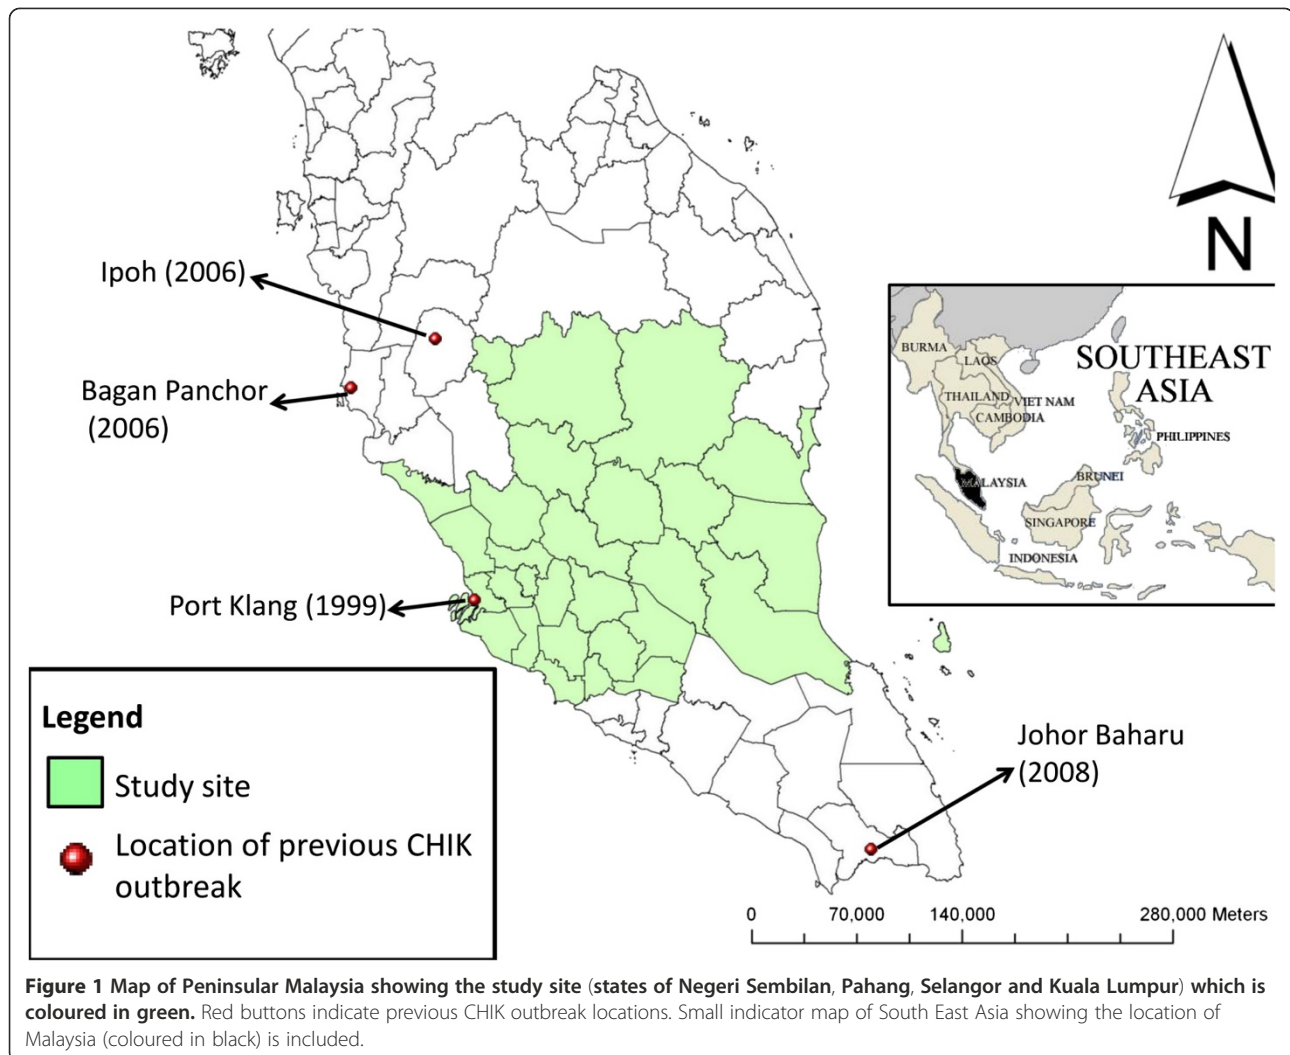 N
Ipoh (2006)
Bagan Panchor
(2006)
Port Klang (1999)
Johor Baharu
(2008)
SOUTHEAST
ASIA
BURMA
LAOS
THAILAND
VIET NAM
CAMBODIA
PHILIPPINES
MALAYSIA
BRUNEI
SINGAPORE
INDONESIA
Legend
Study site
Location of previous CHIK
outbreak
0 70,000 140,000 280,000 Meters
Figure 1 Map of Peninsular Malaysia showing the study site (states of Negeri Sembilan, Pahang, Selangor and Kuala Lumpur) which is
coloured in green. Red buttons indicate previous CHIK outbreak locations. Small indicator map of South East Asia showing the location of
Malaysia (coloured in black) is included.